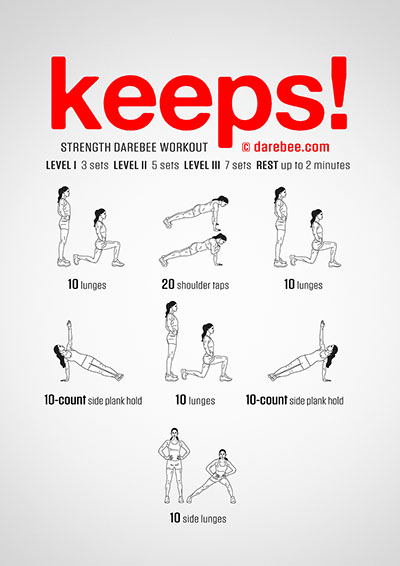 keeps!
STRENGTH DAREBEE WORKOUT © darebee.com
LEVEL I 3 sets LEVEL II 5 sets LEVEL III 7 sets REST up to 2 minutes
10 lunges 20 shoulder taps 10 lunges
10-count side plank hold 10 lunges 10-count side plank hold
10 side lunges